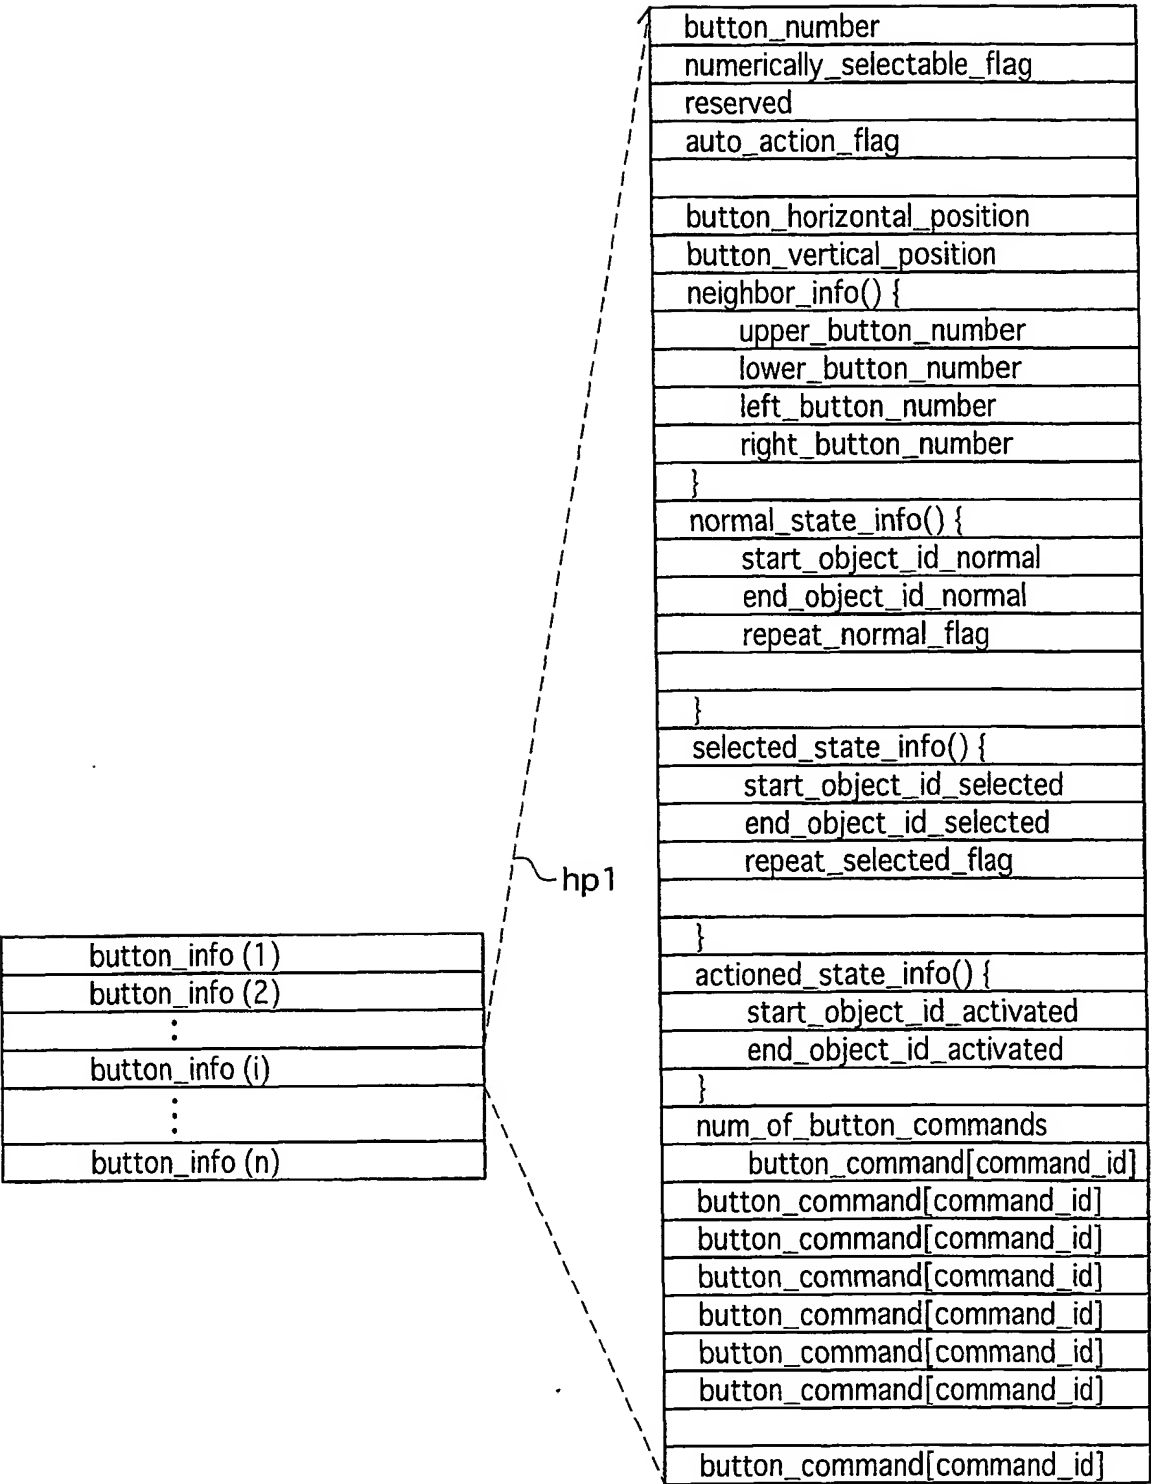 button_number
numerically_selectable_flag
reserved
auto_action_flag
button_horizontal_position
button_vertical_position
neighbor_info() {
upper_button_number
lower_button_number
left_button_number
right_button_number
}
normal_state_info() {
start_object_id_normal
end_object_id_normal
repeat_normal_flag
}
selected_state_info() {
start_object_id_selected
end_object_id_selected
repeat_selected_flag
}
actioned_state_info() {
start_object_id_activated
end_object_id_activated
}
num_of_button_commands
button_command[command_id]
button_command[command_id]
button_command[command_id]
button_command[command_id]
button_command[command_id]
button_command[command_id]
button_command[command_id]
button_command[command_id]
hp1
button_info (1)
button_info (2)
⋮
button_info (i)
⋮
button_info (n)